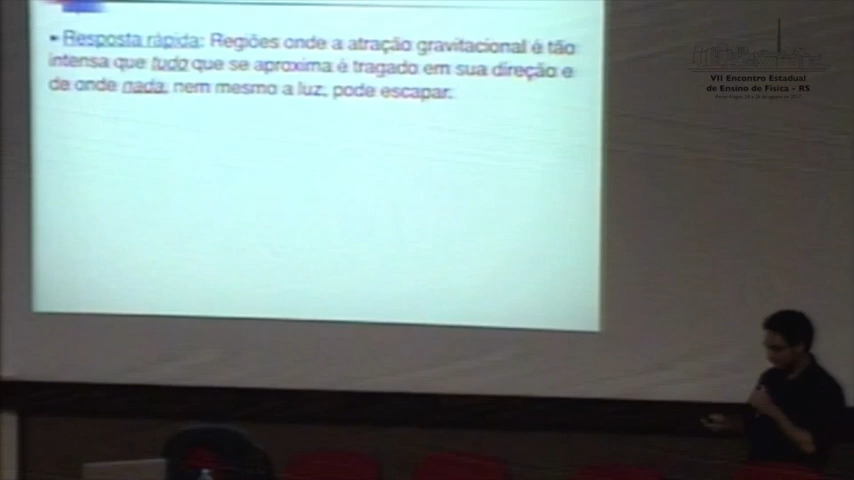 • Resposta rápida: Regiões onde a atração gravitacional é tão
intensa que tudo que se aproxima é tragado em sua direção e
de onde nada, nem mesmo a luz, pode escapar.
VII Encontro Estadual
de Ensino de Física – RS